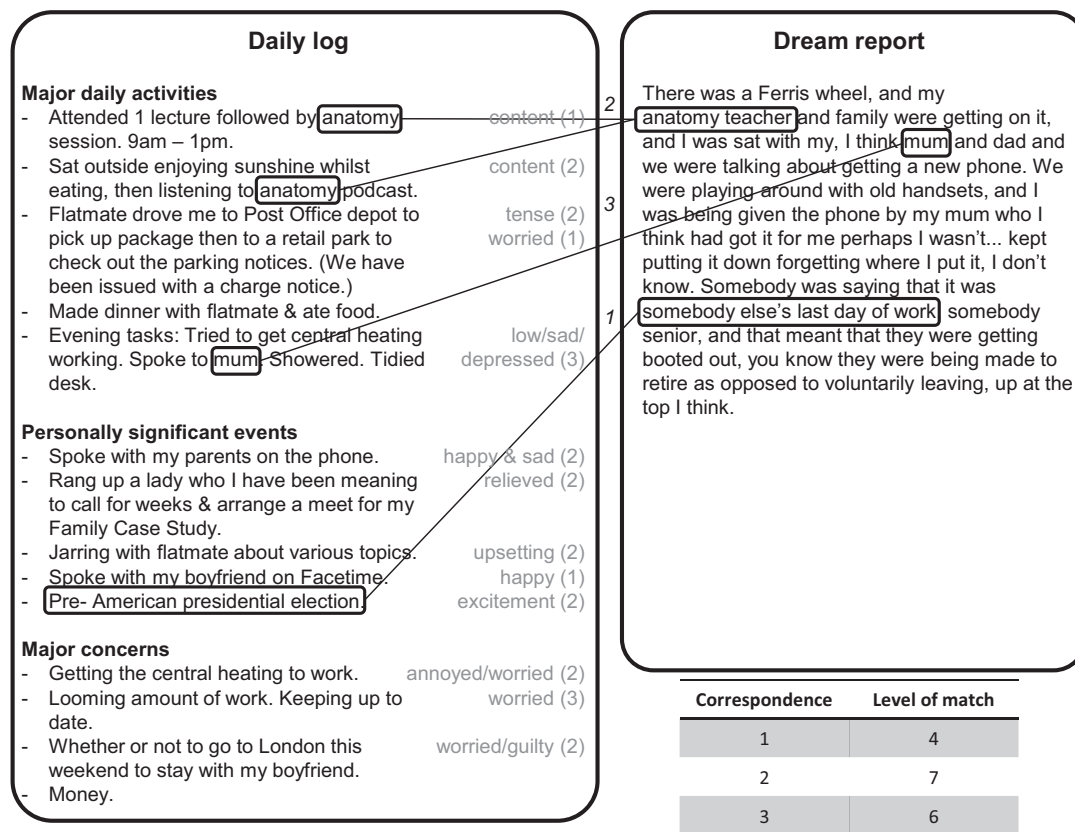 Daily log
Major daily activities
- Attended 1 lecture followed by anatomy content (1)
session. 9am – 1pm.
- Sat outside enjoying sunshine whilst content (2)
eating, then listening to anatomy podcast.
- Flatmate drove me to Post Office depot to tense (2)
pick up package then to a retail park to worried (1)
check out the parking notices. (We have
been issued with a charge notice.)
- Made dinner with flatmate & ate food.
- Evening tasks: Tried to get central heating low/sad/
working. Spoke to mum. Showered. Tidied depressed (3)
desk.
Personally significant events
- Spoke with my parents on the phone. happy & sad (2)
- Rang up a lady who I have been meaning relieved (2)
to call for weeks & arrange a meet for my
Family Case Study.
- Jarring with flatmate about various topics. upsetting (2)
- Spoke with my boyfriend on Facetime. happy (1)
- Pre- American presidential election. excitement (2)
Major concerns
- Getting the central heating to work. annoyed/worried (2)
- Looming amount of work. Keeping up to worried (3)
date.
- Whether or not to go to London this worried/guilty (2)
weekend to stay with my boyfriend.
- Money.
2
3
1
Dream report
There was a Ferris wheel, and my
anatomy teacher and family were getting on it,
and I was sat with my, I think mum and dad and
we were talking about getting a new phone. We
were playing around with old handsets, and I
was being given the phone by my mum who I
think had got it for me perhaps I wasn't... kept
putting it down forgetting where I put it, I don't
know. Somebody was saying that it was
somebody else's last day of work, somebody
senior, and that meant that they were getting
booted out, you know they were being made to
retire as opposed to voluntarily leaving, up at the
top I think.
Correspondence Level of match
1 4
2 7
3 6